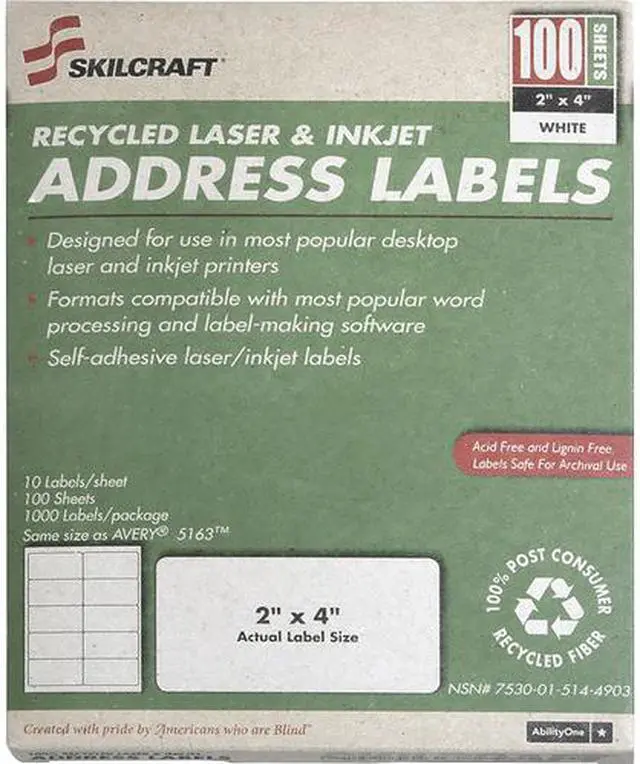 SKILCRAFT
100 SHEETS
2" x 4"
WHITE
RECYCLED LASER & INKJET
ADDRESS LABELS
Designed for use in most popular desktop
laser and inkjet printers
Formats compatible with most popular word
processing and label-making software
Self-adhesive laser/inkjet labels
Acid Free and Lignin Free.
Labels Safe For Archival Use
10 Labels/sheet
100 Sheets
1000 Labels/package
Same size as AVERY® 5163™
2" x 4"
Actual Label Size
100% POST CONSUMER
RECYCLED FIBER
NSN# 7530-01-514-4903
Created with pride by Americans who are Blind™
AbilityOne
ADDRESS LABELS